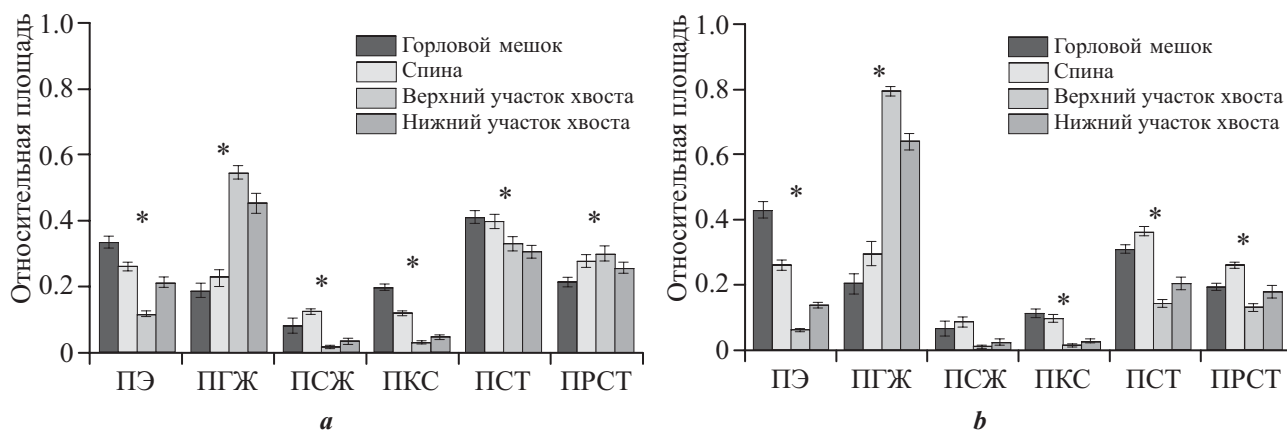 Относительная площадь
1.0
0.8
0.6
0.4
0.2
0
Горловой мешок
Спина
Верхний участок хвоста
Нижний участок хвоста
* * * * * *
ПЭ ПГЖ ПСЖ ПКС ПСТ ПРСТ
a
Относительная площадь
1.0
0.8
0.6
0.4
0.2
0
Горловой мешок
Спина
Верхний участок хвоста
Нижний участок хвоста
* * * * *
ПЭ ПГЖ ПСЖ ПКС ПСТ ПРСТ
b